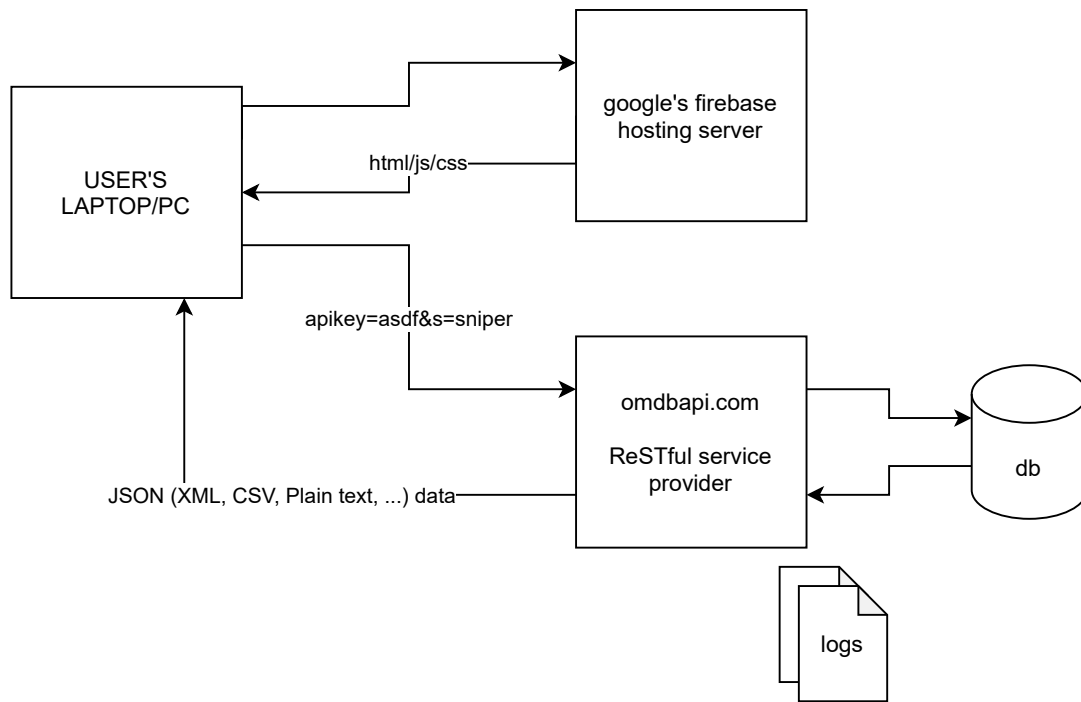 google's firebase
hosting server
html/js/css
USER'S
LAPTOP/PC
apikey=asdf&s=sniper
omdbapi.com
ReSTful service
provider
db
JSON (XML, CSV, Plain text, ...) data
logs